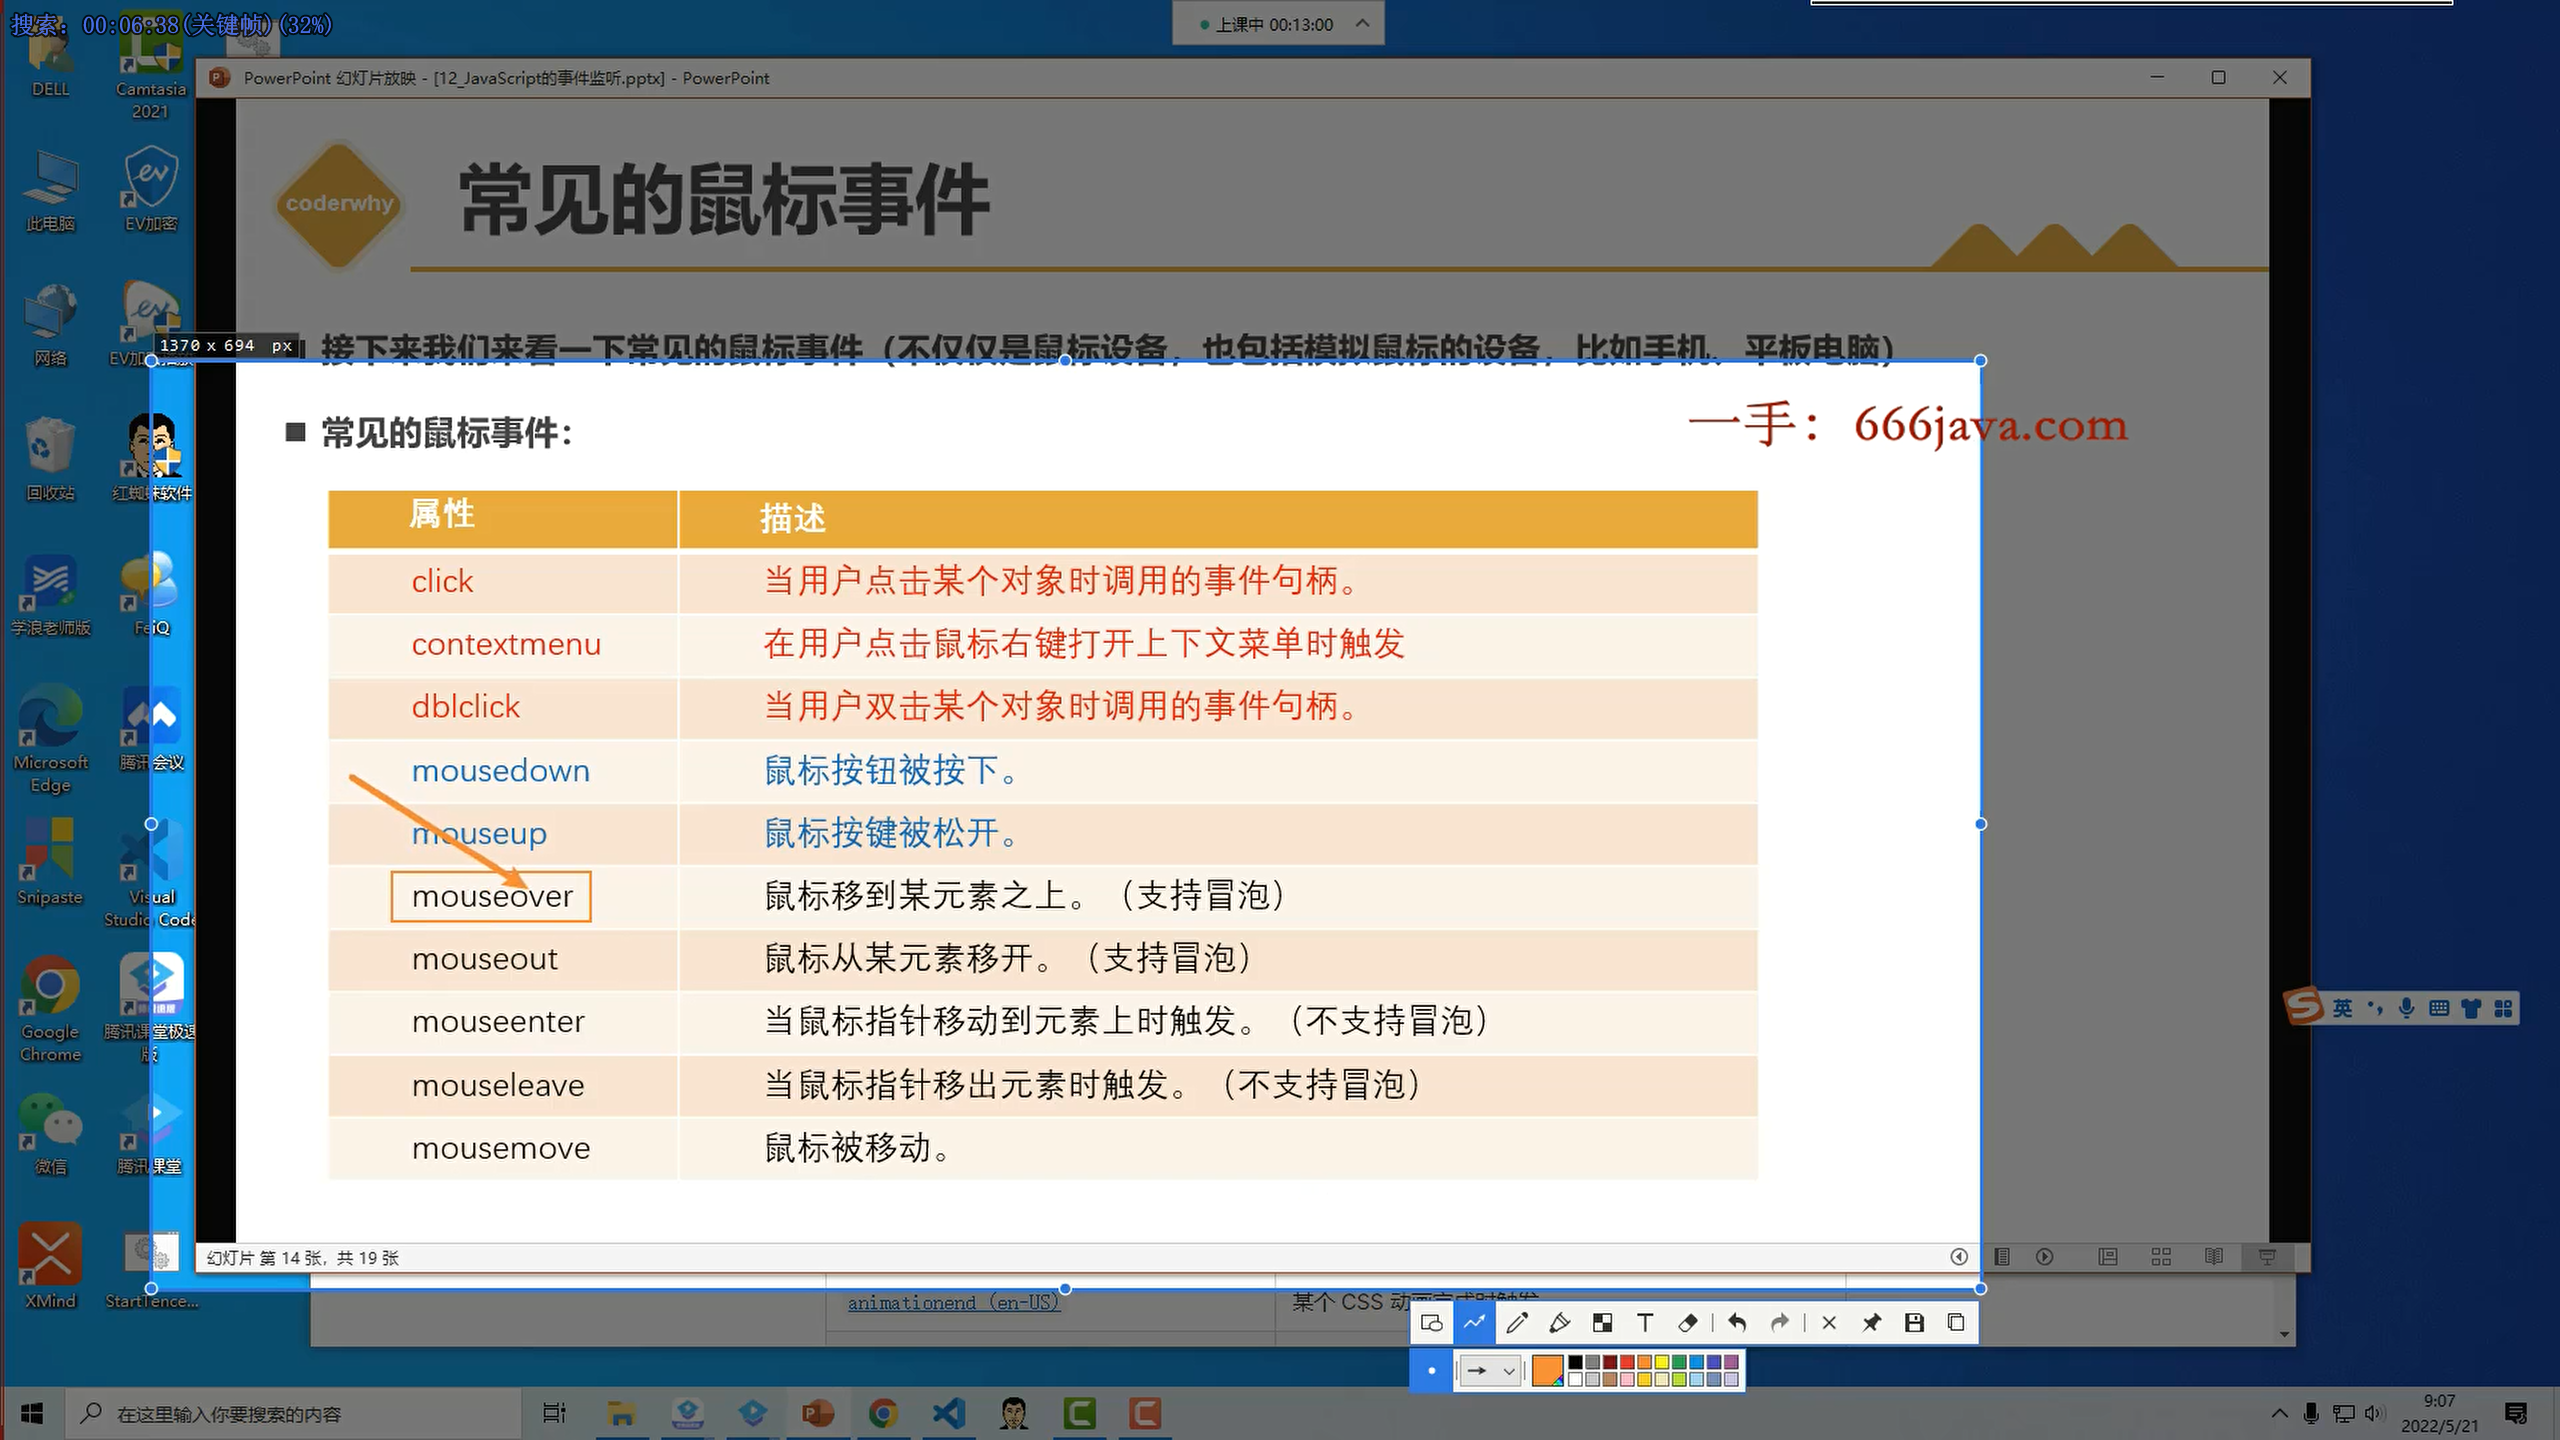 搜索: 00:06:38(关键帧)(32%)
上课中 00:13:00
PowerPoint 幻灯片放映 - [12_JavaScript的事件监听.pptx] - PowerPoint
DELL
Camtasia 2021
此电脑
EV加密
网络
回收站
学浪老师版
FeiQ
Microsoft Edge
腾讯会议
Snipaste
Visual Studio Code
Google Chrome
腾讯课堂极速版
微信
腾讯课堂
XMind
StartTence...
coderwhy
常见的鼠标事件
1370 x 694 px
接下来我们来看一下常见的鼠标事件（不仅仅是鼠标设备，也包括模拟鼠标的设备，比如手机、平板电脑）
■ 常见的鼠标事件：
一手： 666java.com
属性 描述
click 当用户点击某个对象时调用的事件句柄。
contextmenu 在用户点击鼠标右键打开上下文菜单时触发
dblclick 当用户双击某个对象时调用的事件句柄。
mousedown 鼠标按钮被按下。
mouseup 鼠标按键被松开。
mouseover 鼠标移到某元素之上。（支持冒泡）
mouseout 鼠标从某元素移开。（支持冒泡）
mouseenter 当鼠标指针移动到元素上时触发。（不支持冒泡）
mouseleave 当鼠标指针移出元素时触发。（不支持冒泡）
mousemove 鼠标被移动。
幻灯片 第 14 张，共 19 张
animationend (en-US)
某个 CSS 动画完成时触发
英
在这里输入你要搜索的内容
9:07
2022/5/21